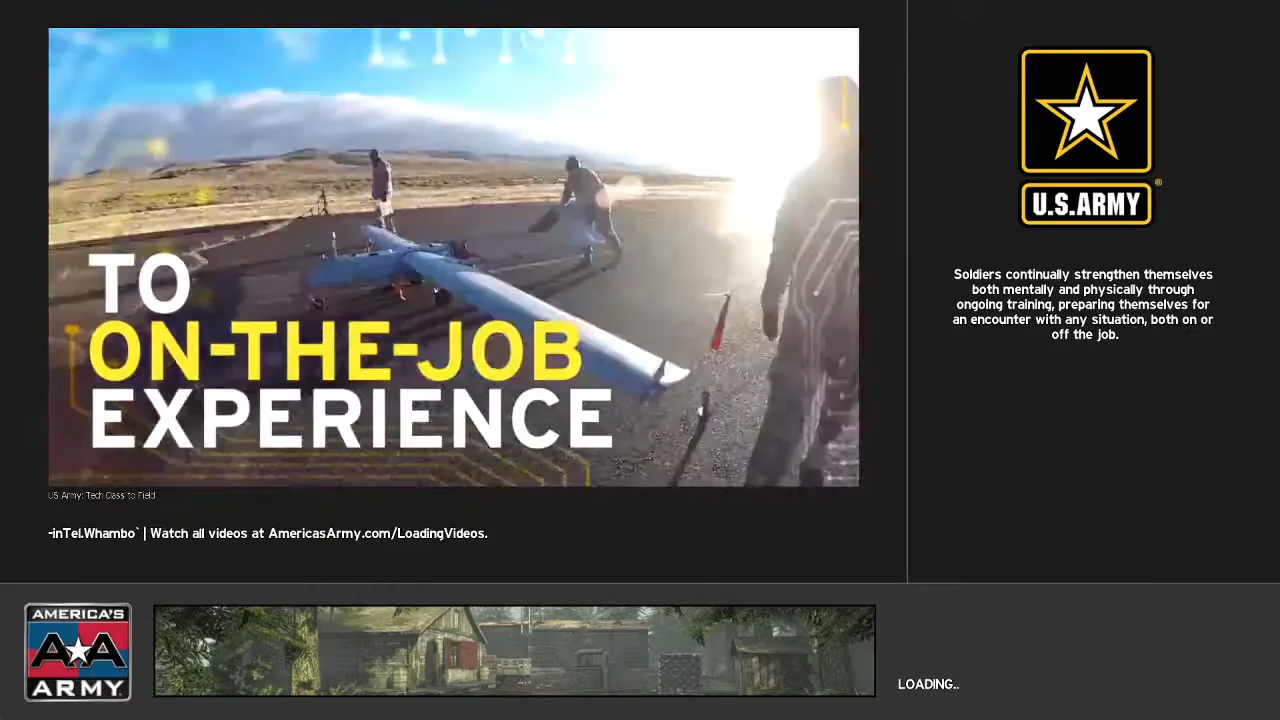 TO
ON-THE-JOB
EXPERIENCE
US Army: Tech Class to Field
-inTel.Whambo` | Watch all videos at AmericasArmy.com/LoadingVideos.
U.S.ARMY®
Soldiers continually strengthen themselves
both mentally and physically through
ongoing training, preparing themselves for
an encounter with any situation, both on or
off the job.
AMERICA'S
AA
ARMY
LOADING..